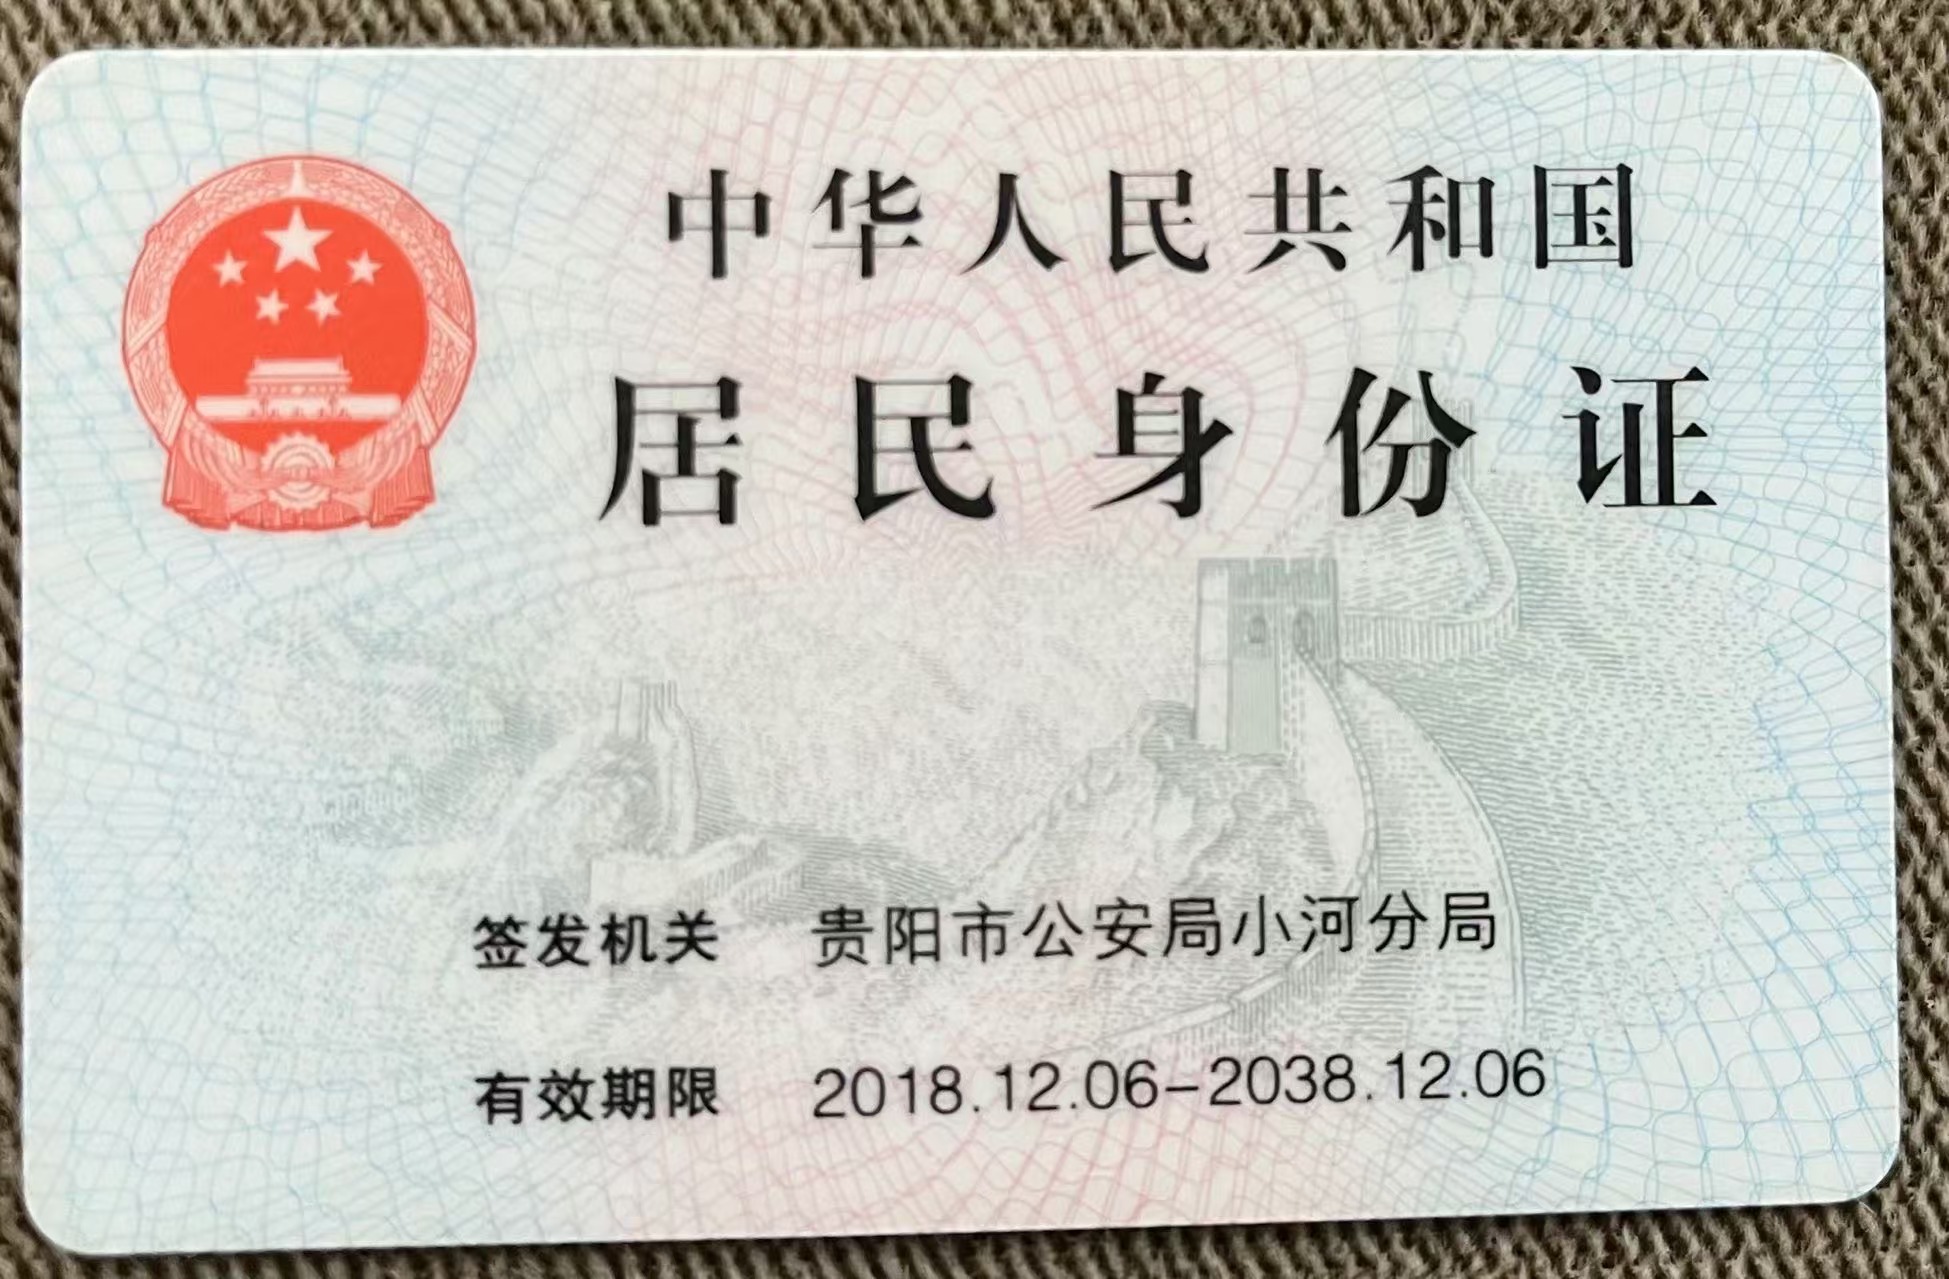 中华人民共和国
居民身份证
签发机关 贵阳市公安局小河分局
有效期限 2018.12.06-2038.12.06